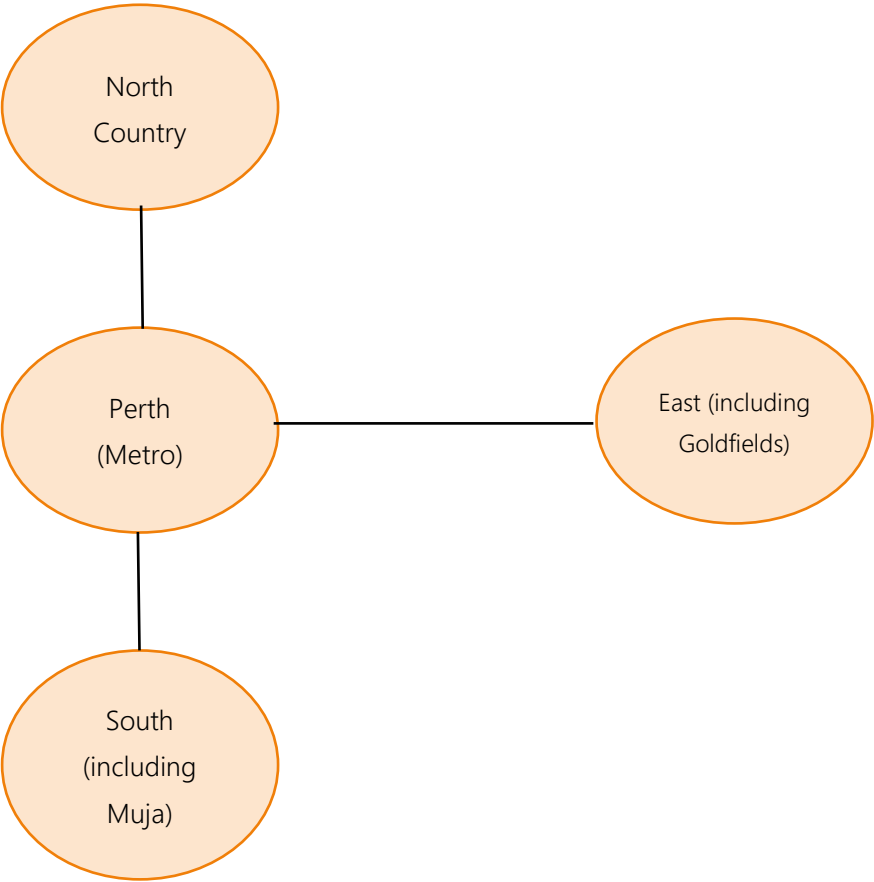 North
Country
Perth
(Metro)
East (including
Goldfields)
South
(including
Muja)